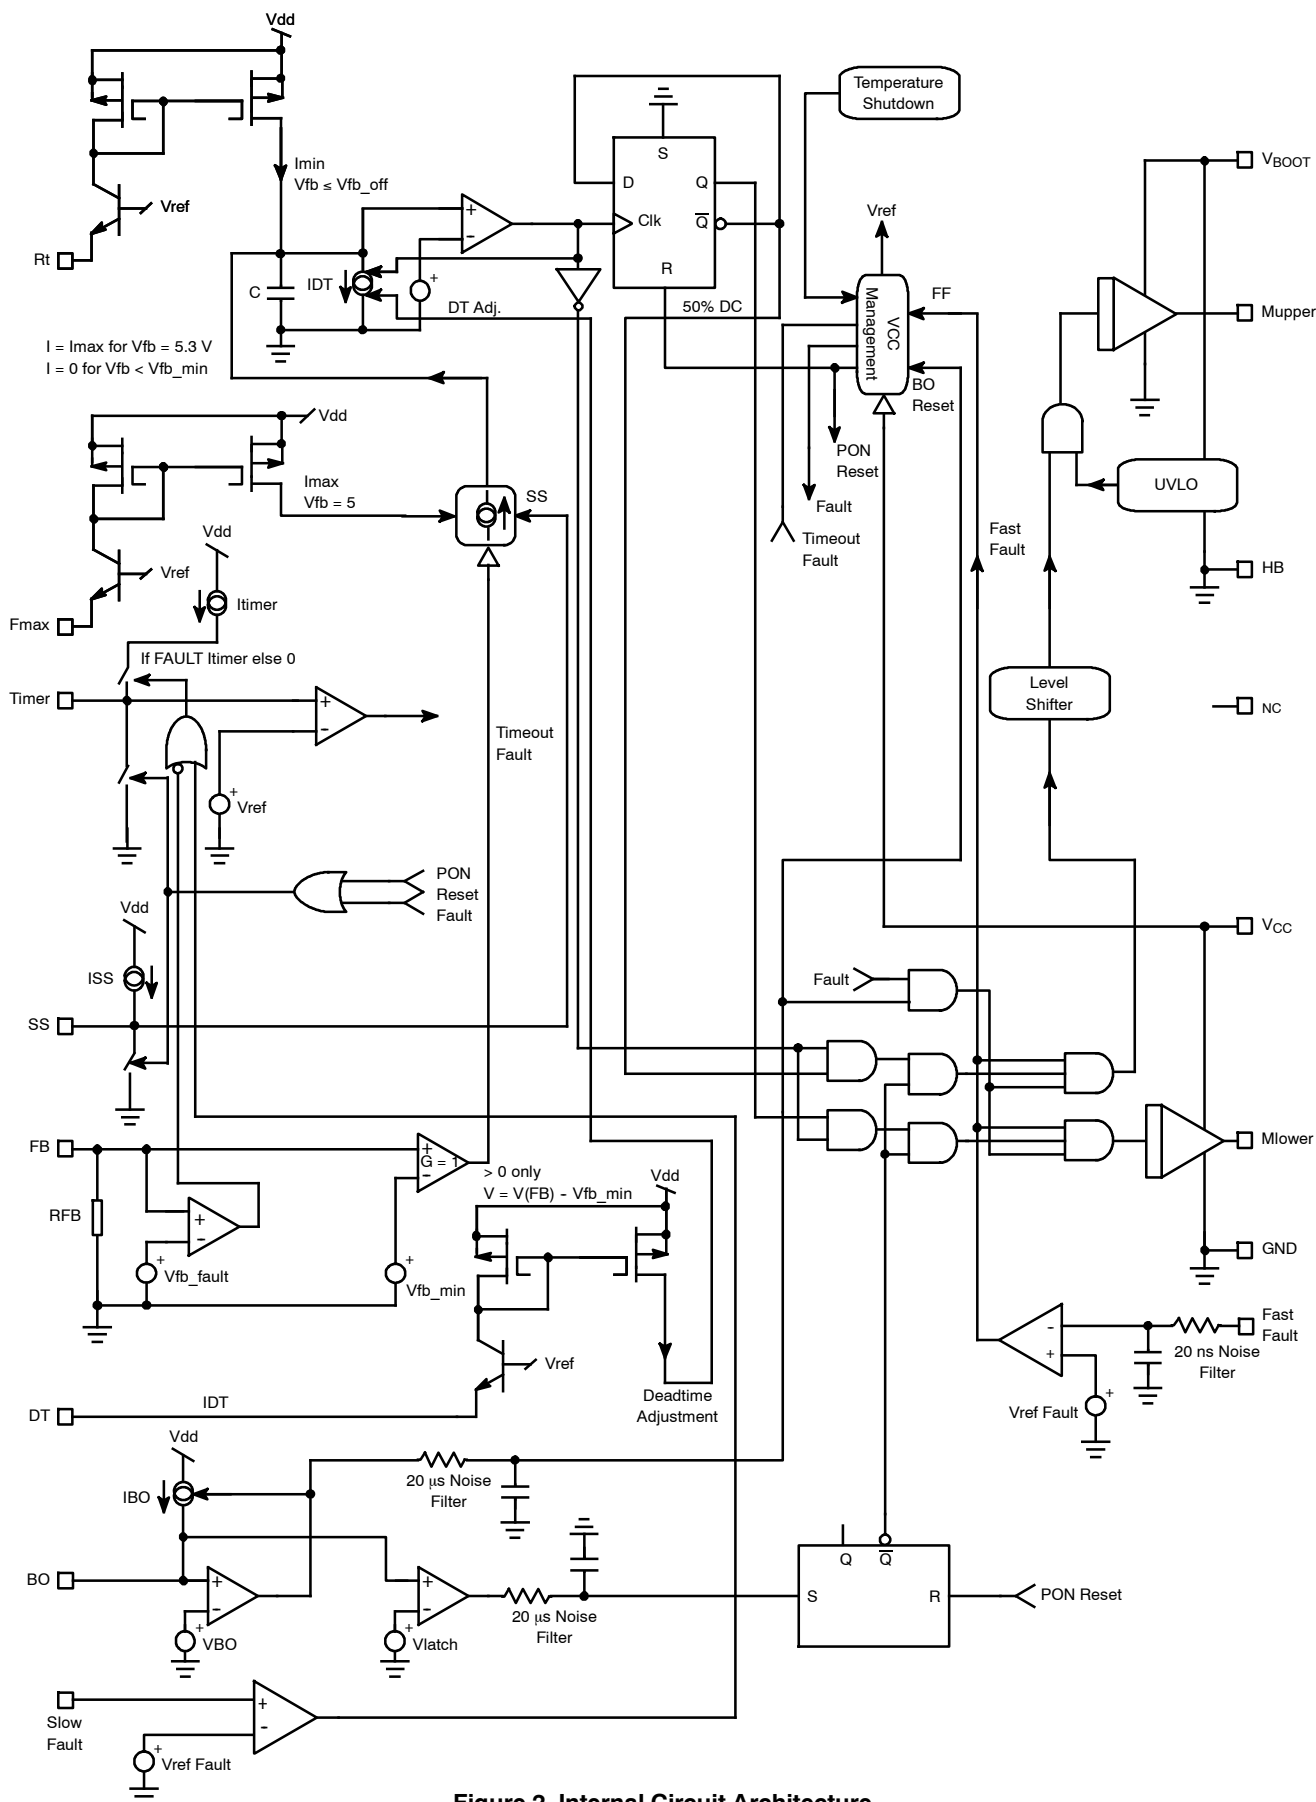 Vdd
Temperature
Shutdown
S
D
Q
Clk
Q
R
Imin
Vfb ≤ Vfb_off
Vref
Rt
+
-
C
IDT
+
DT Adj.
50% DC
Vref
FF
VCC
Management
BO
Reset
PON
Reset
Fault
Timeout
Fault
VBOOT
Mupper
UVLO
HB
I = Imax for Vfb = 5.3 V
I = 0 for Vfb < Vfb_min
Vdd
Imax
Vfb = 5
SS
Vdd
Vref
Itimer
Fmax
Fast
Fault
If FAULT Itimer else 0
Timer
+
-
Timeout
Fault
Level
Shifter
NC
+
Vref
PON
Reset
Fault
Vdd
ISS
SS
Fault
VCC
FB
+
G = 1
-
> 0 only
V = V(FB) - Vfb_min
Vdd
Mlower
RFB
+
-
+
Vfb_fault
+
Vfb_min
GND
Vref
Deadtime
Adjustment
-
+
Fast
Fault
20 ns Noise
Filter
+
Vref Fault
DT
IDT
Vdd
IBO
20 μs Noise
Filter
BO
+
-
+
VBO
+
-
+
Vlatch
20 μs Noise
Filter
Q
Q
S
R
PON Reset
Slow
Fault
+
-
+
Vref Fault
Figure 2. Internal Circuit Architecture